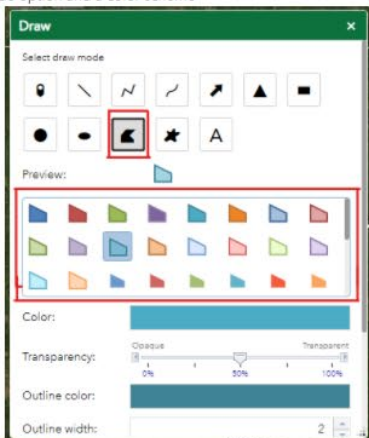 Draw ×
Select draw mode
A
Preview:
Color:
Transparency:
Opaque Transparent
0% 50% 100%
Outline color:
Outline width: 2